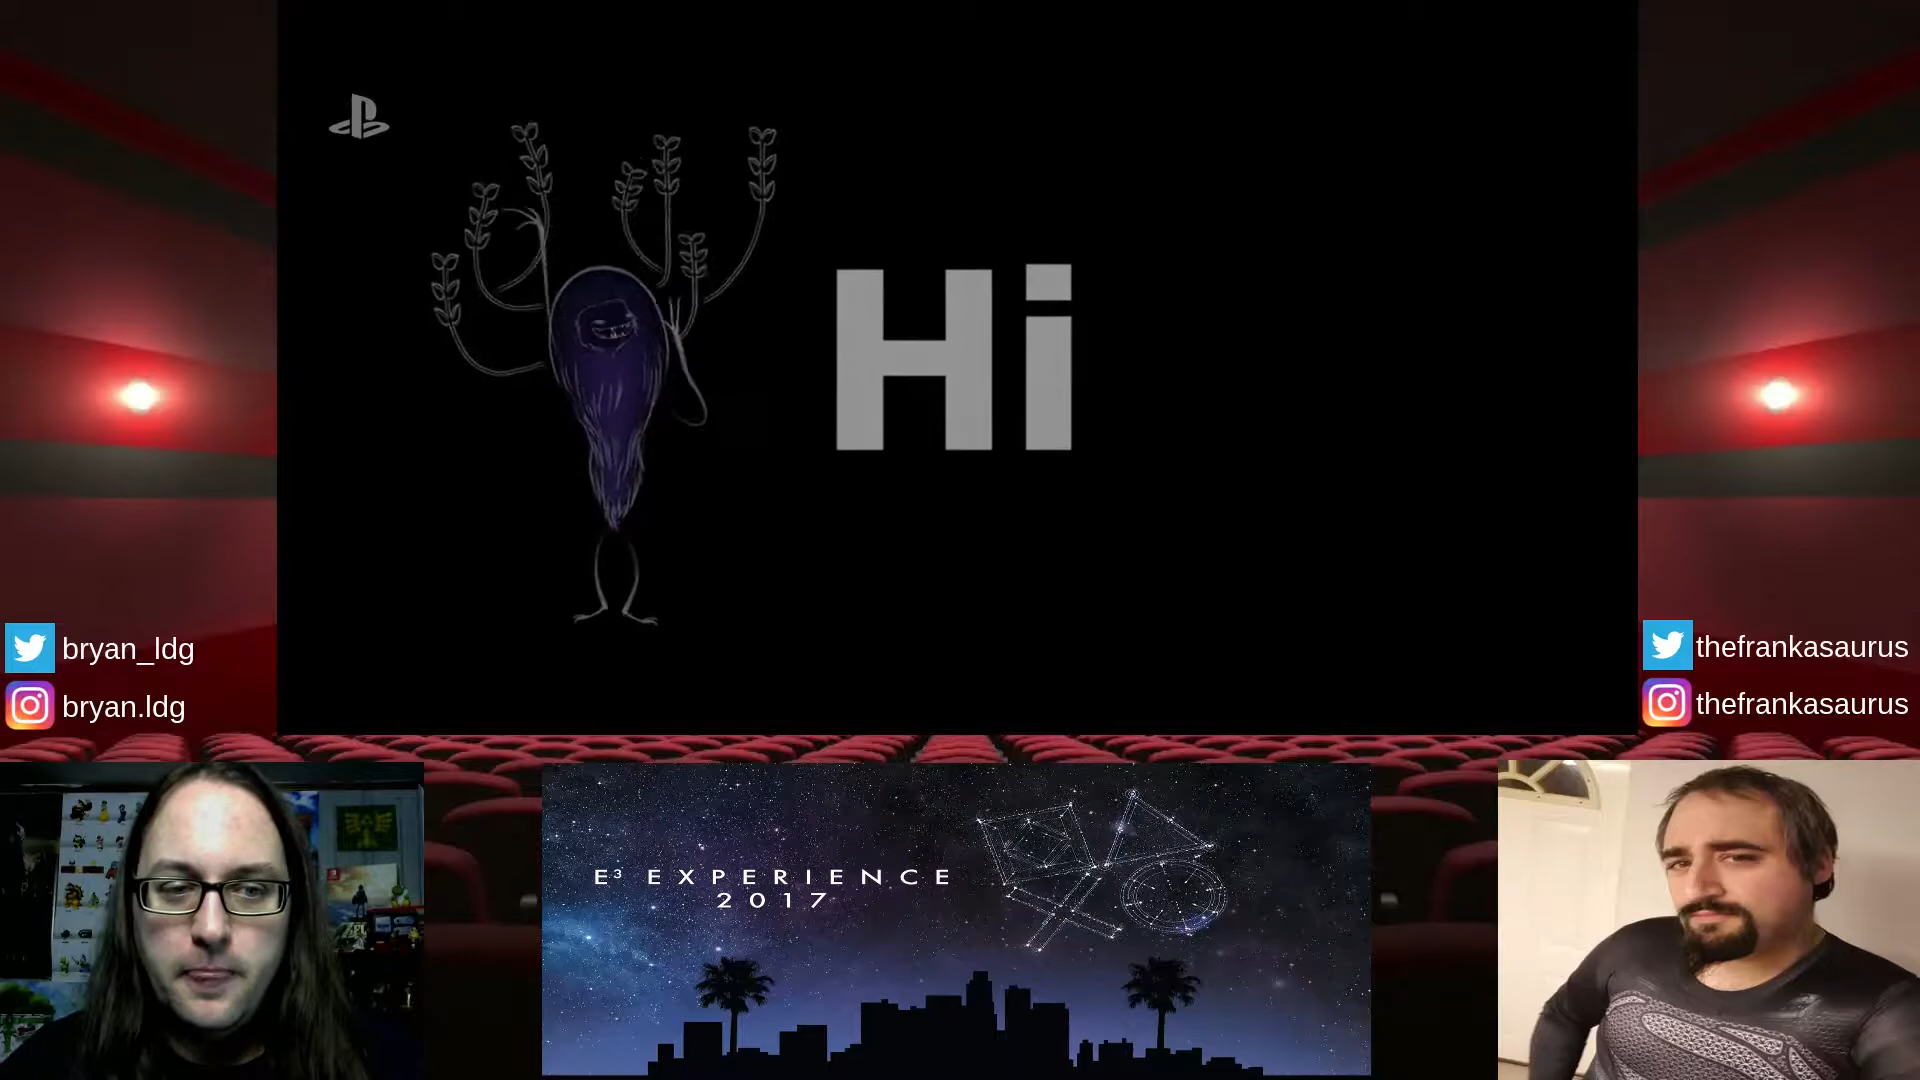 Hi
bryan_ldg
bryan.ldg
thefrankasaurus
thefrankasaurus
E³ EXPERIENCE
2017